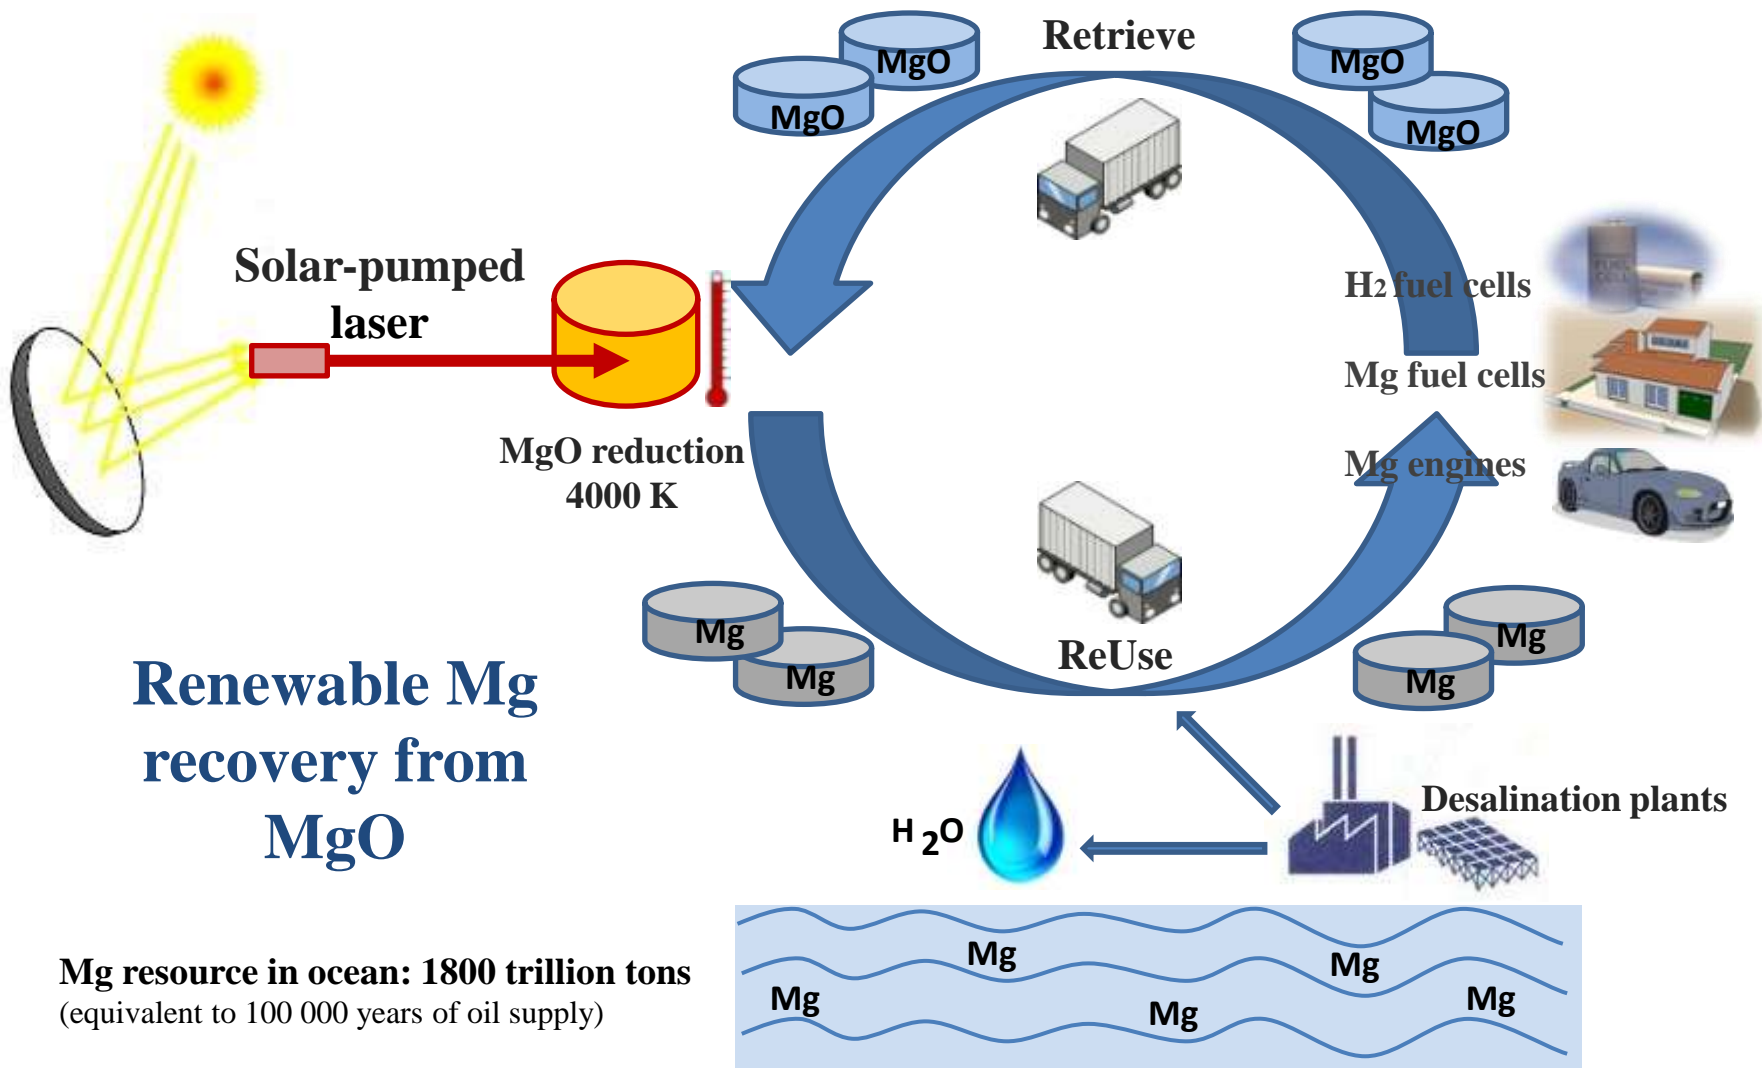 Retrieve
MgO
MgO
MgO
MgO
Solar-pumped
laser
H2 fuel cells
Mg fuel cells
Mg engines
MgO reduction
4000 K
Mg
Mg
ReUse
Mg
Mg
Renewable Mg
recovery from
MgO
H 2O
Desalination plants
Mg resource in ocean: 1800 trillion tons
(equivalent to 100 000 years of oil supply)
Mg
Mg
Mg
Mg
Mg